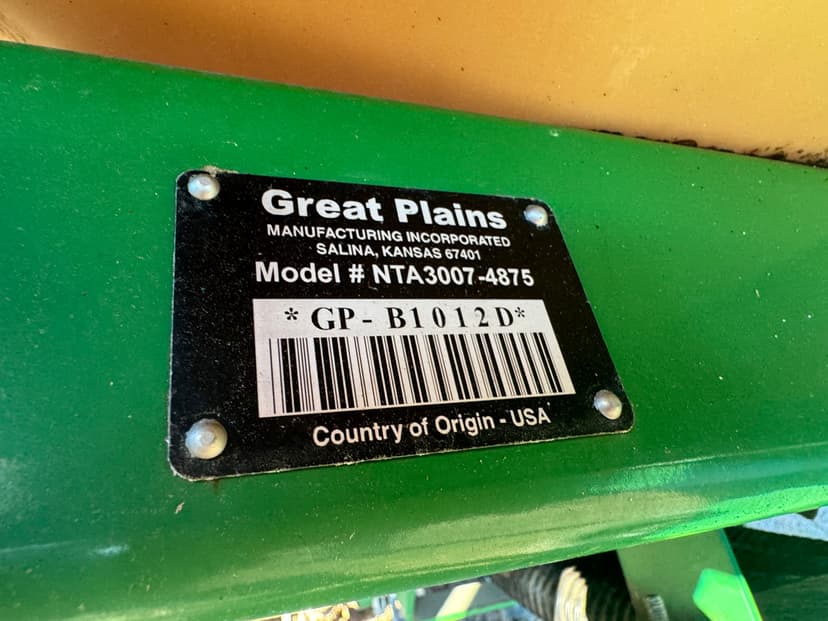 Great Plains
MANUFACTURING INCORPORATED
SALINA, KANSAS 67401
Model # NTA3007-4875
*GP-B1012D*
Country of Origin - USA